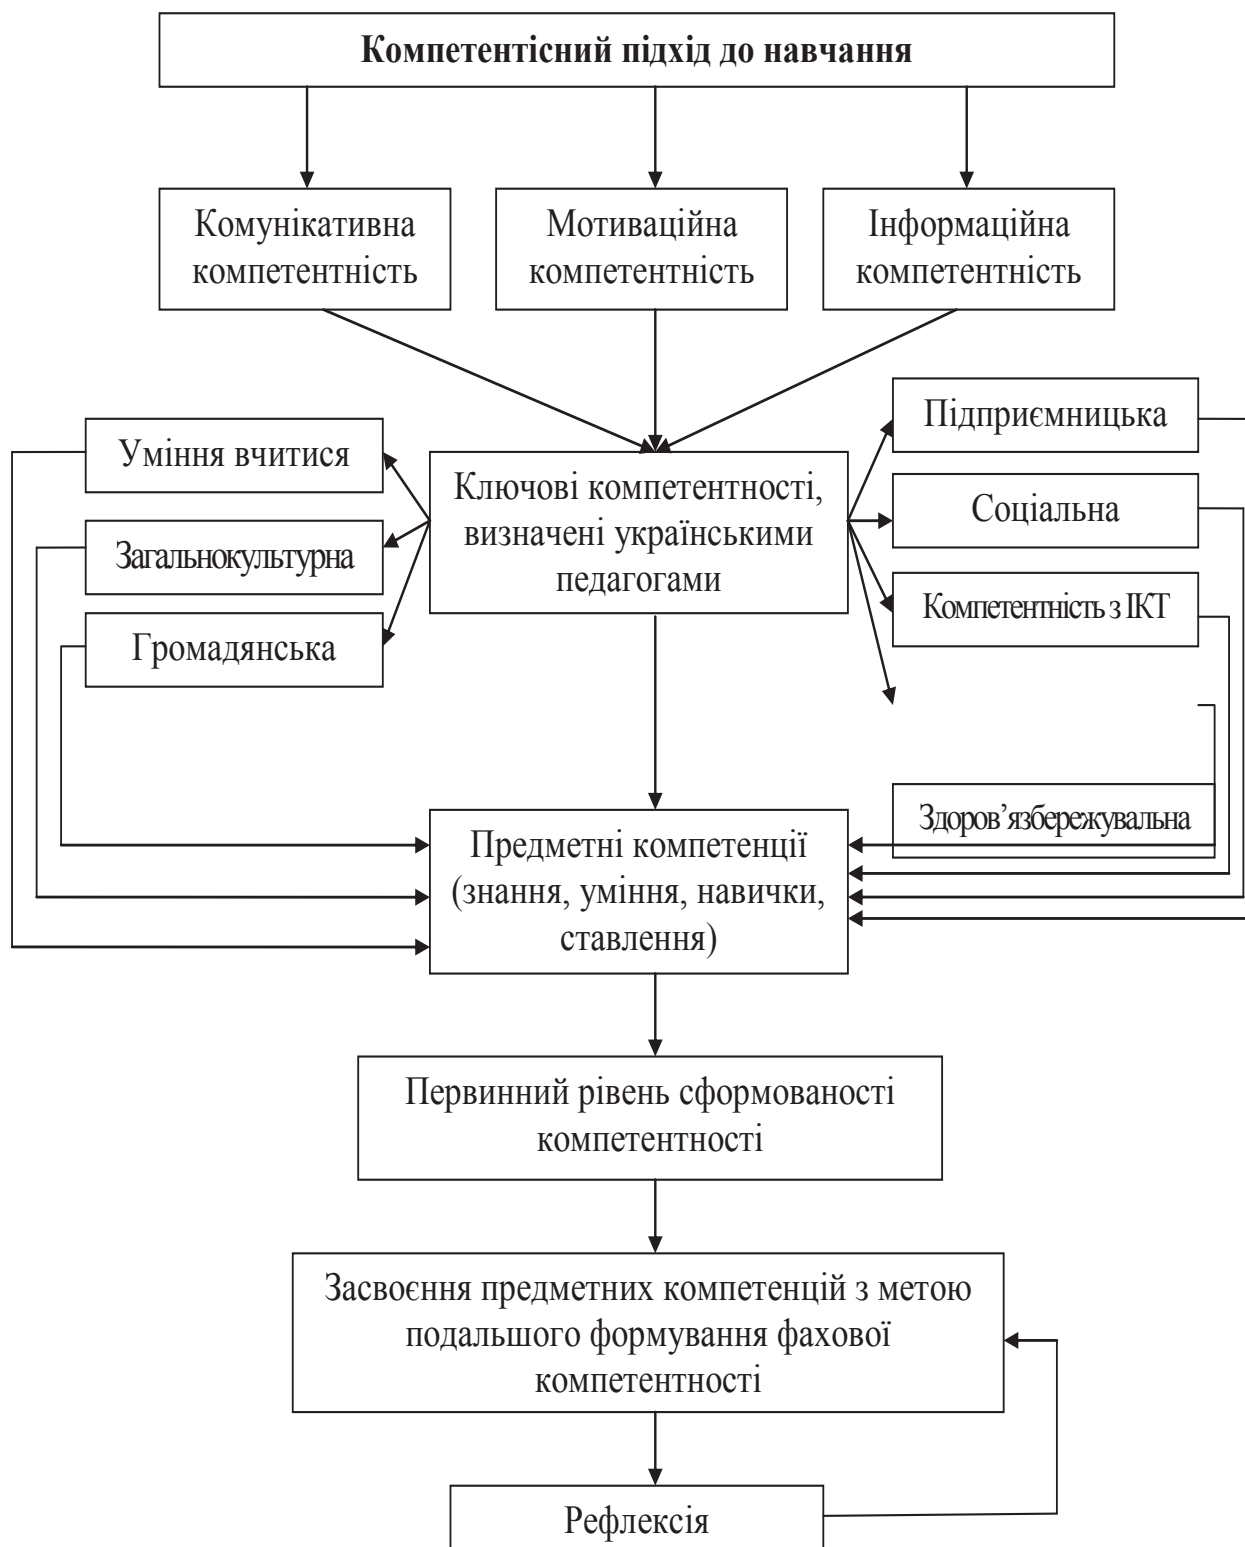 Компетентісний підхід до навчання
Комунікативна
компетентність
Мотиваційна
компетентність
Інформаційна
компетентність
Уміння вчитися
Загальнокультурна
Громадянська
Ключові компетентності,
визначені українськими
педагогами
Підприємницька
Соціальна
Компетентність з ІКТ
Здоров’язбережувальна
Предметні компетенції
(знання, уміння, навички,
ставлення)
Первинний рівень сформованості
компетентності
Засвоєння предметних компетенцій з метою
подальшого формування фахової
компетентності
Рефлексія